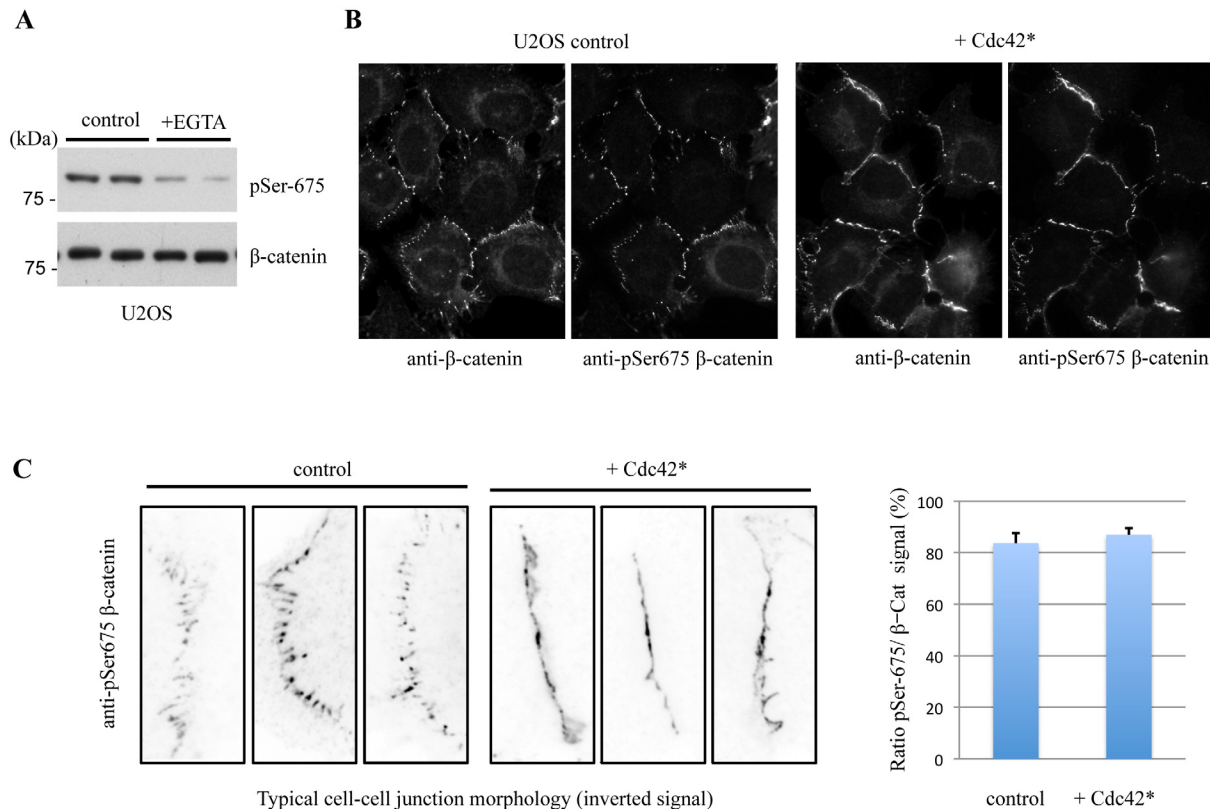 A
control +EGTA
(kDa)
pSer-675
75 -
β-catenin
75 -
U2OS
B
U2OS control + Cdc42*
anti-β-catenin anti-pSer675 β-catenin anti-β-catenin anti-pSer675 β-catenin
C
control + Cdc42*
anti-pSer675 β-catenin
Typical cell-cell junction morphology (inverted signal)
Ratio pSer-675/ β-Cat signal (%)
100
80
60
40
20
0
control + Cdc42*